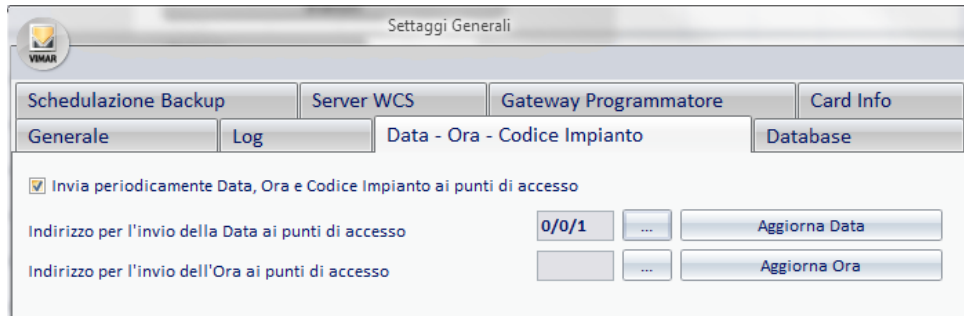 Settaggi Generali
VIMAR
Schedulazione Backup Server WCS Gateway Programmatore Card Info
Generale Log Data - Ora - Codice Impianto Database
Invia periodicamente Data, Ora e Codice Impianto ai punti di accesso
Indirizzo per l'invio della Data ai punti di accesso 0/0/1 ... Aggiorna Data
Indirizzo per l'invio dell'Ora ai punti di accesso ... Aggiorna Ora